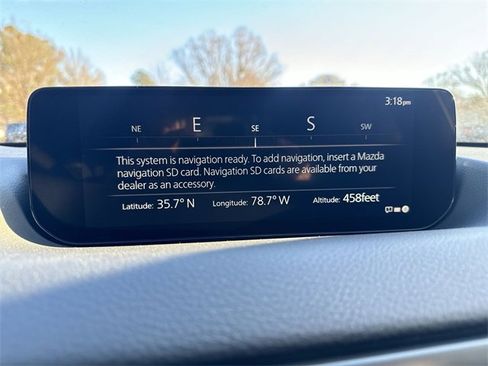 3:18pm
NE E SE S SW
This system is navigation ready. To add navigation, insert a Mazda
navigation SD card. Navigation SD cards are available from your
dealer as an accessory.
Latitude: 35.7° N Longitude: 78.7° W Altitude: 458feet